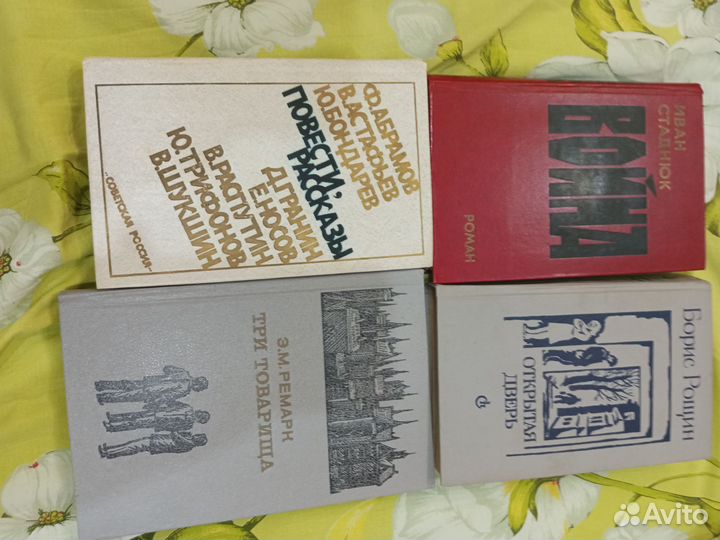 Ф.АБРАМОВ
В.АСТАФЬЕВ
Ю.БОНДАРЕВ
ПОВЕСТИ,
РАССКАЗЫ
Д.ГРАНИН
Е.НОСОВ
В.РАСПУТИН
Ю.ТРИФОНОВ
В.ШУКШИН
„СОВЕТСКАЯ РОССИЯ“
ИВАН
СТАДНЮК
ВОЙНА
РОМАН
Э.М.РЕМАРК
ТРИ ТОВАРИЩА
Борис Рощин
ОТКРЫТАЯ
ДВЕРЬ
Avito